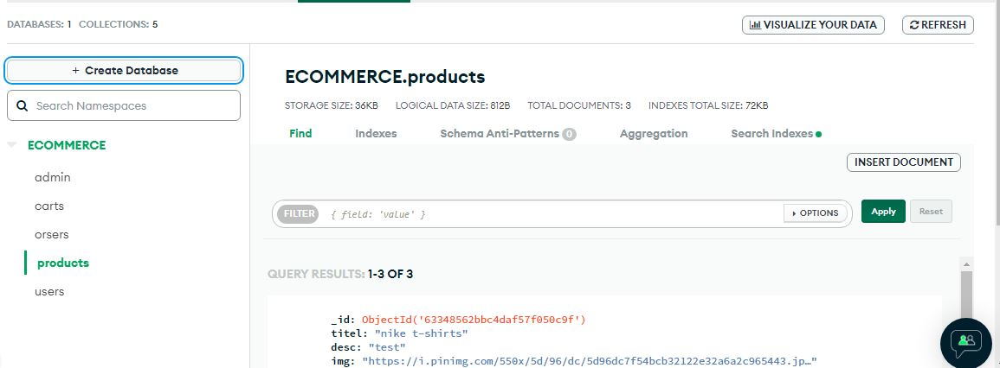 DATABASES: 1 COLLECTIONS: 5
VISUALIZE YOUR DATA
REFRESH
+ Create Database
Search Namespaces
ECOMMERCE
admin
carts
orsers
products
users
ECOMMERCE.products
STORAGE SIZE: 36KB LOGICAL DATA SIZE: 812B TOTAL DOCUMENTS: 3 INDEXES TOTAL SIZE: 72KB
Find Indexes Schema Anti-Patterns 0 Aggregation Search Indexes
INSERT DOCUMENT
FILTER { field: 'value' } OPTIONS Apply Reset
QUERY RESULTS: 1-3 OF 3
_id: ObjectId('63348562bbc4daf57f050c9f')
titel: "nike t-shirts"
desc: "test"
img: "https://i.pinimg.com/550x/5d/96/dc/5d96dc7f54bcb32122e32a6a2c965443.jp…"